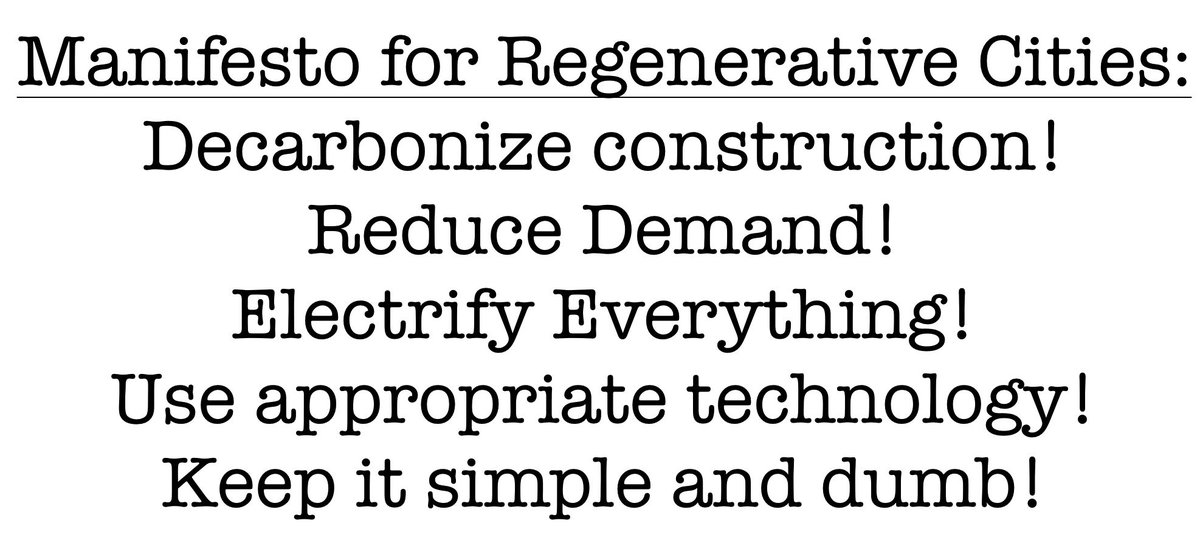 Manifesto for Regenerative Cities:
Decarbonize construction!
Reduce Demand!
Electrify Everything!
Use appropriate technology!
Keep it simple and dumb!